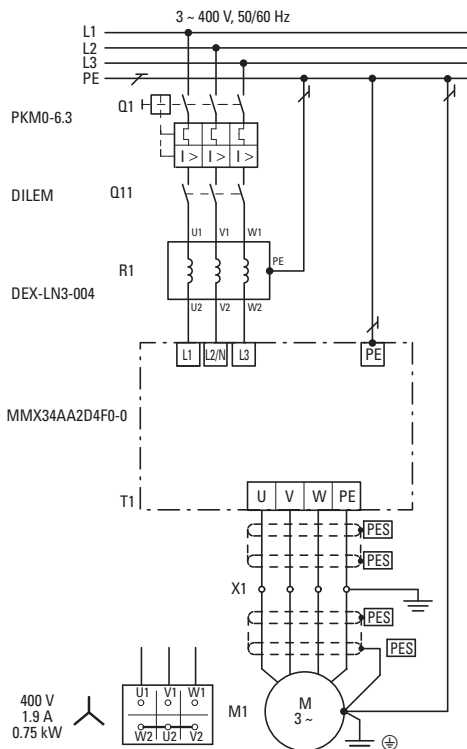 3 ~ 400 V, 50/60 Hz
L1
L2
L3
PE
Q1
PKM0-6.3
I > I > I >
DILEM
Q11
U1 V1 W1
PE
R1
DEX-LN3-004
U2 V2 W2
L1 L2/N L3 PE
MMX34AA2D4F0-0
T1
U V W PE
PES
PES
X1
PES
PES
400 V
1.9 A
0.75 kW
U1 V1 W1
W2 U2 V2
M1
M
3 ~